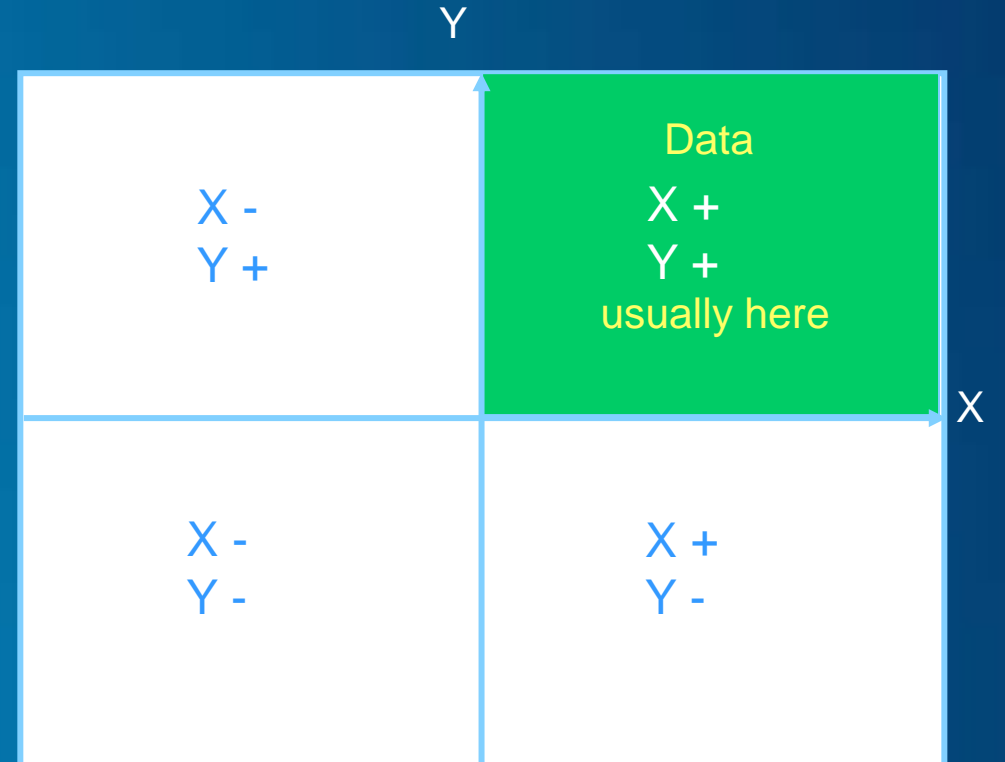 Y
X -
Y +
Data
X +
Y +
usually here
X
X -
Y -
X +
Y -